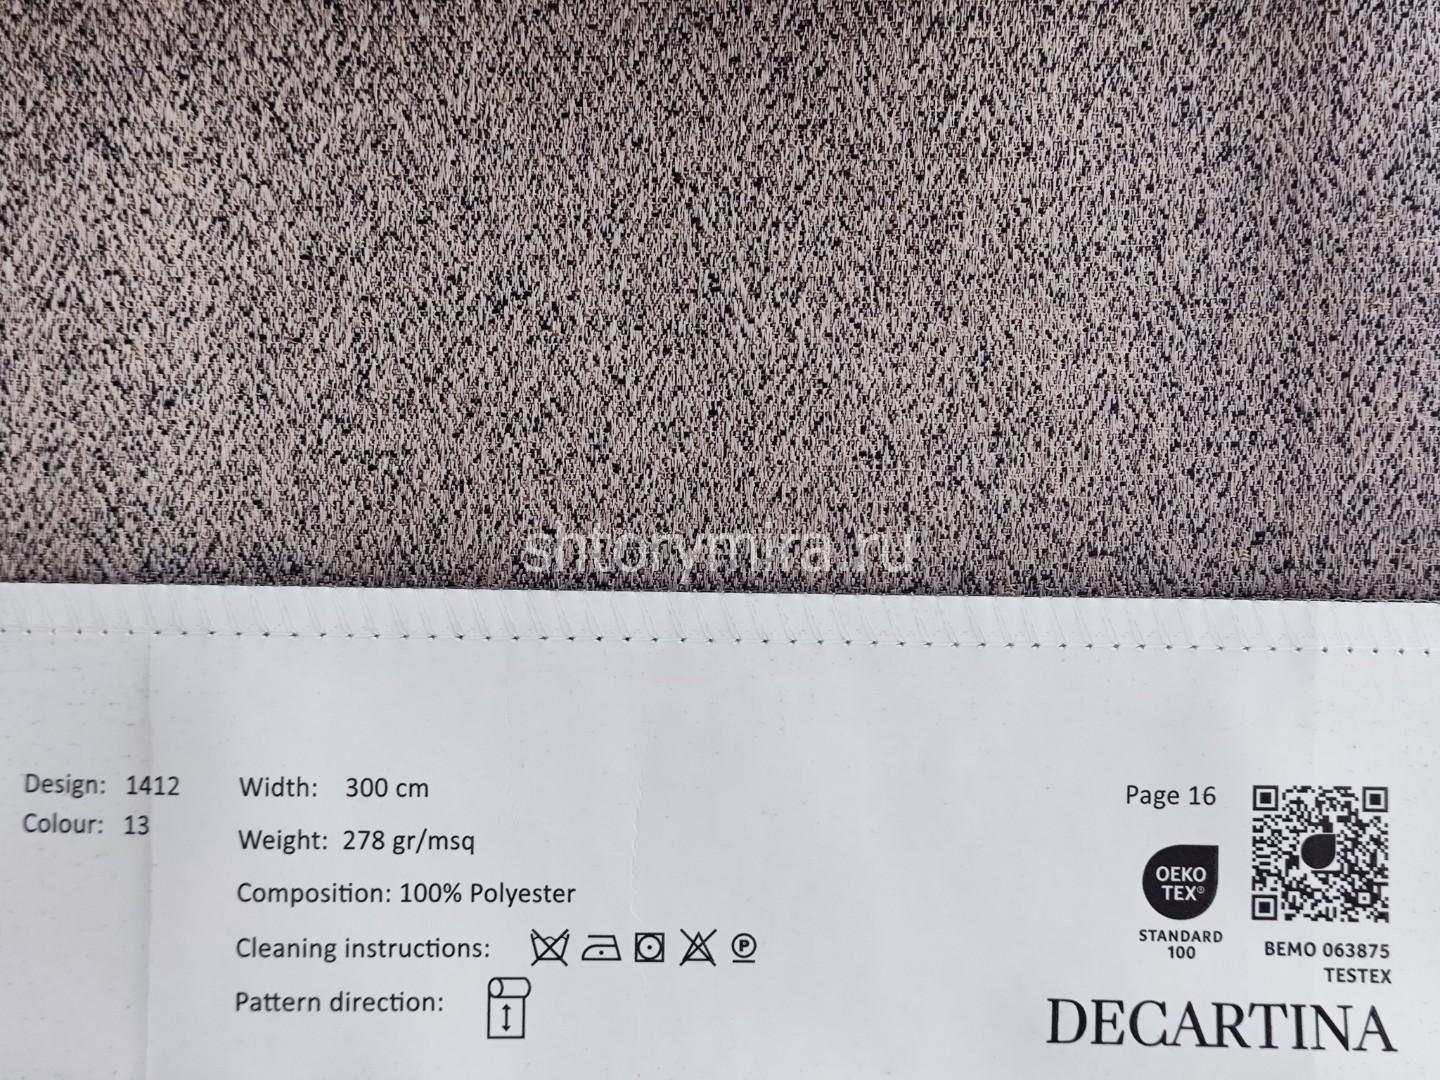 shtorymira.ru
Design: 1412
Colour: 13
Width: 300 cm
Weight: 278 gr/msq
Composition: 100% Polyester
Cleaning instructions: P
Pattern direction:
Page 16
OEKO
TEX®
STANDARD
100
BEMO 063875
TESTEX
DECARTINA